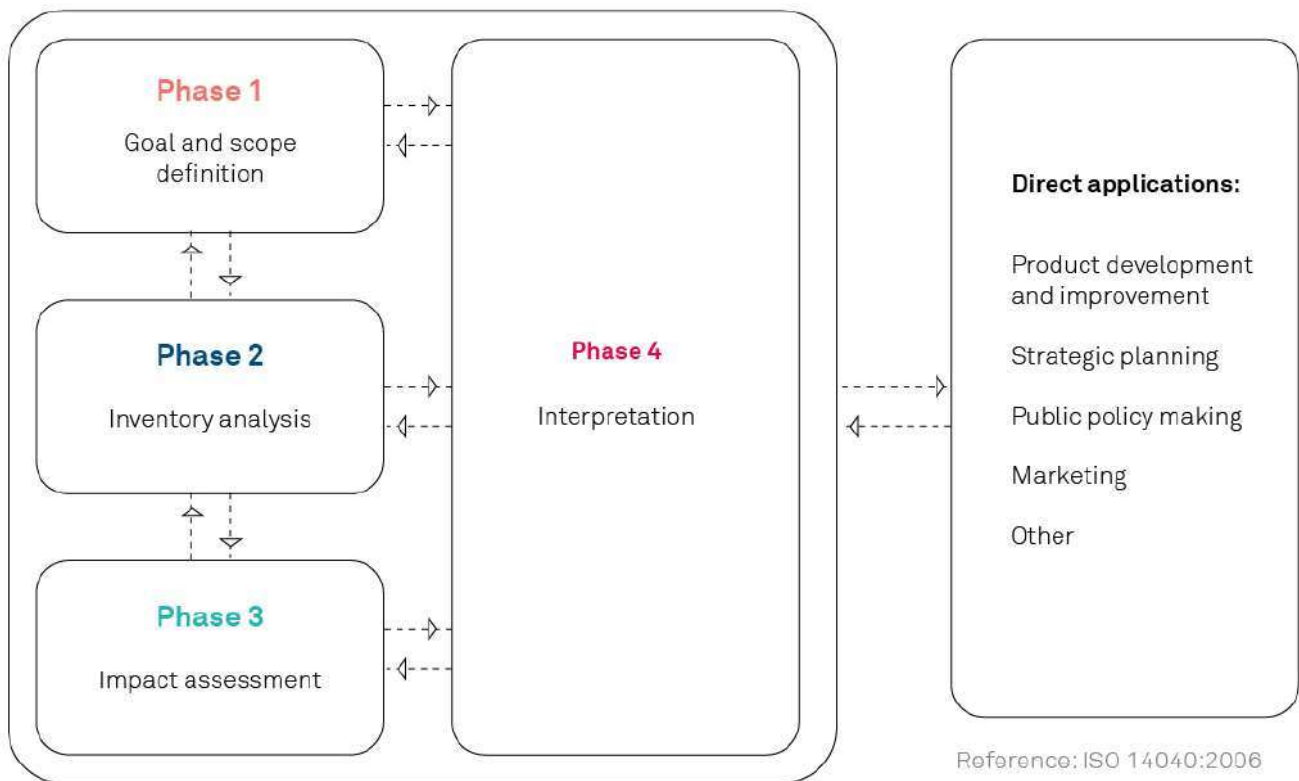 Phase 1
Goal and scope
definition
Phase 2
Inventory analysis
Phase 3
Impact assessment
Phase 4
Interpretation
Direct applications:
Product development
and improvement
Strategic planning
Public policy making
Marketing
Other
Reference: ISO 14040:2006